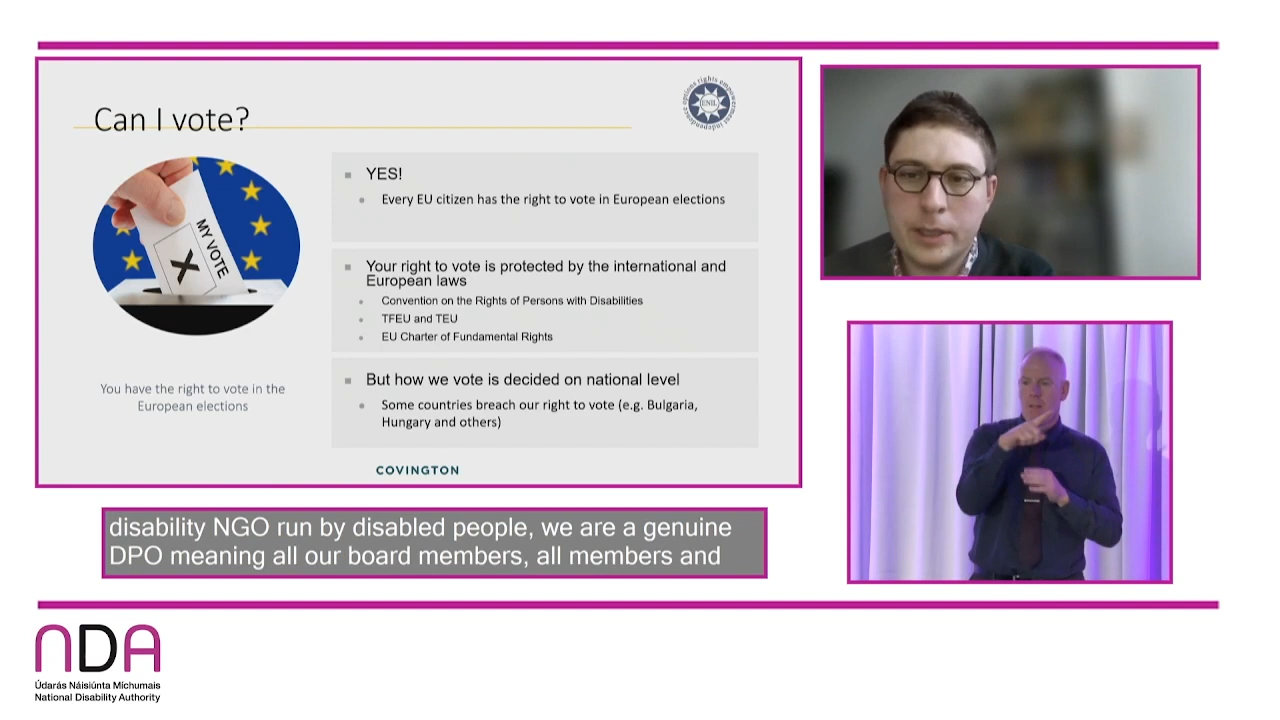 Can I vote?
options rights empowerment independence
ENIL
MY VOTE
X
You have the right to vote in the
European elections
YES!
Every EU citizen has the right to vote in European elections
Your right to vote is protected by the international and
European laws
Convention on the Rights of Persons with Disabilities
TFEU and TEU
EU Charter of Fundamental Rights
But how we vote is decided on national level
Some countries breach our right to vote (e.g. Bulgaria,
Hungary and others)
COVINGTON
disability NGO run by disabled people, we are a genuine
DPO meaning all our board members, all members and
NDA
Údarás Náisiúnta Míchumais
National Disability Authority